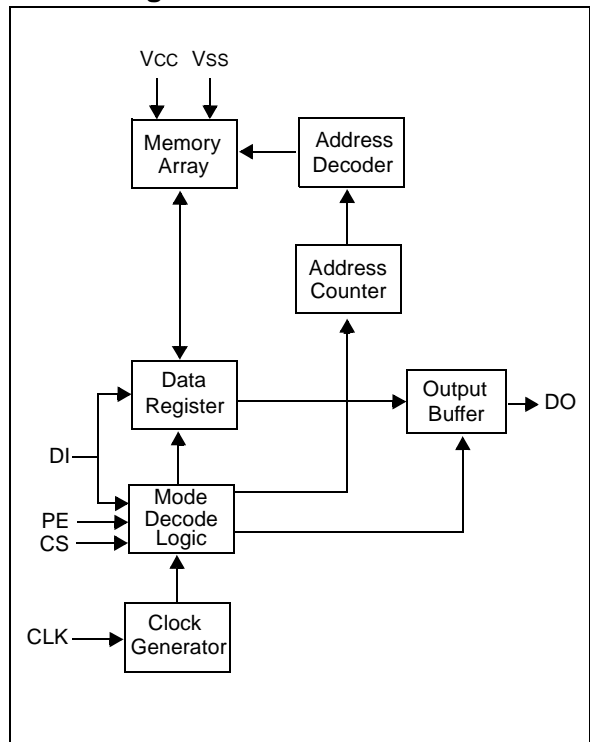 Vcc Vss
Memory
Array
Address
Decoder
Address
Counter
Data
Register
Output
Buffer
DO
DI
Mode
Decode
Logic
PE
CS
Clock
Generator
CLK